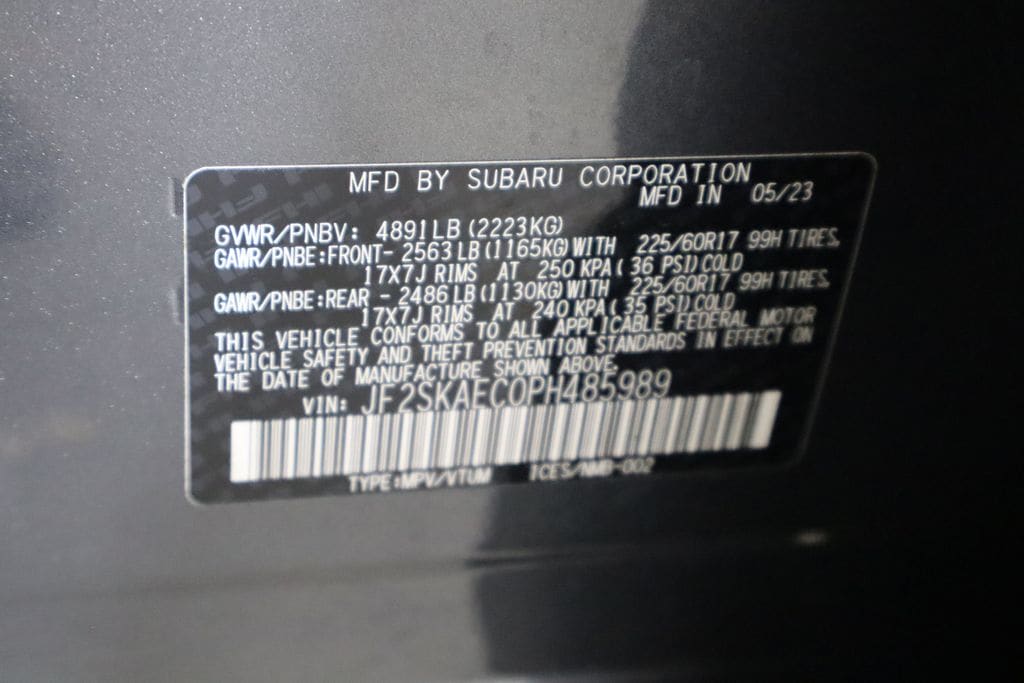 MFD BY SUBARU CORPORATION
MFD IN 05/23
GVWR/PNBV: 4891LB (2223KG)
GAWR/PNBE:FRONT- 2563LB(1165KG)WITH 225/60R17 99H TIRES,
17X7J RIMS AT 250 KPA( 36 PSI)COLD
GAWR/PNBE:REAR - 2486LB(1130KG)WITH 225/60R17 99H TIRES,
17X7J RIMS AT 240 KPA( 35 PSI)COLD
THIS VEHICLE CONFORMS TO ALL APPLICABLE FEDERAL MOTOR
VEHICLE SAFETY AND THEFT PREVENTION STANDARDS IN EFFECT ON
THE DATE OF MANUFACTURE SHOWN ABOVE.
VIN: JF2SKAEC0PH485989
TYPE:MPV/VTUM ICES/NMB-002